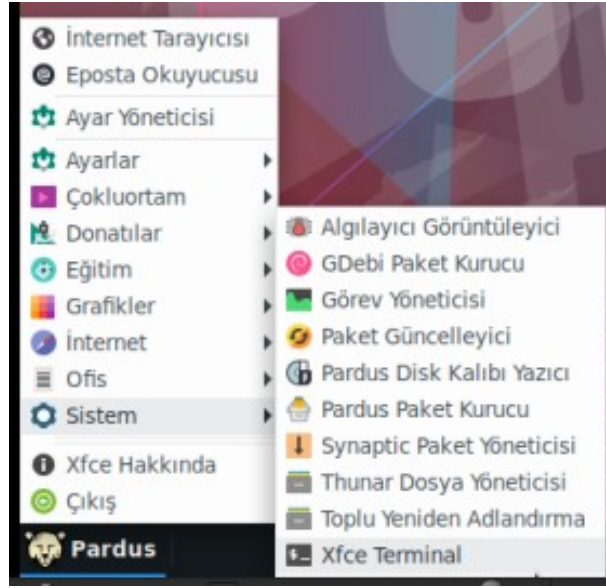 İnternet Tarayıcısı
Eposta Okuyucusu
Ayar Yöneticisi
Ayarlar
Çokluortam
Donatılar
Eğitim
Grafikler
İnternet
Ofis
Sistem
Xfce Hakkında
Çıkış
Pardus
Algılayıcı Görüntüleyici
GDebi Paket Kurucu
Görev Yöneticisi
Paket Güncelleyici
Pardus Disk Kalıbı Yazıcı
Pardus Paket Kurucu
Synaptic Paket Yöneticisi
Thunar Dosya Yöneticisi
Toplu Yeniden Adlandırma
Xfce Terminal